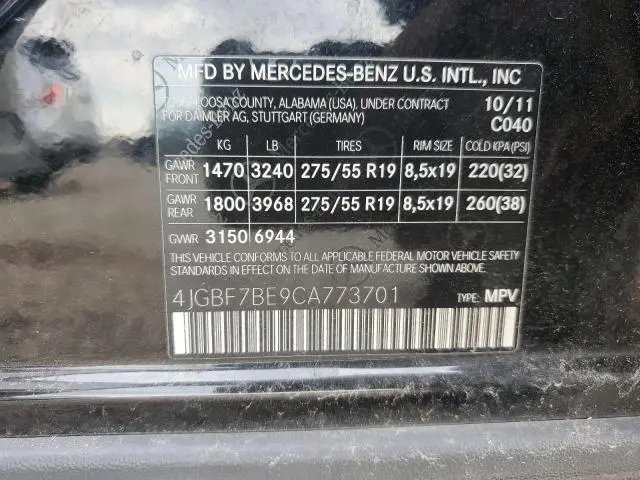 MFD BY MERCEDES-BENZ U.S. INTL., INC
COUNTY, ALABAMA (USA). UNDER CONTRACT 10/11
FOR DAIMLER AG, STUTTGART (GERMANY) C040
KG LB TIRES RIM SIZE COLD KPA(PSI)
GAWR FRONT 1470 3240 275/55 R19 8,5x19 220(32)
GAWR REAR 1800 3968 275/55 R19 8,5x19 260(38)
GVWR 3150 6944
THIS VEHICLE CONFORMS TO ALL APPLICABLE FEDERAL MOTOR VEHICLE SAFETY
STANDARDS IN EFFECT ON THE DATE OF MANUFACTURE SHOWN ABOVE.
4JGBF7BE9CA773701 TYPE: MPV